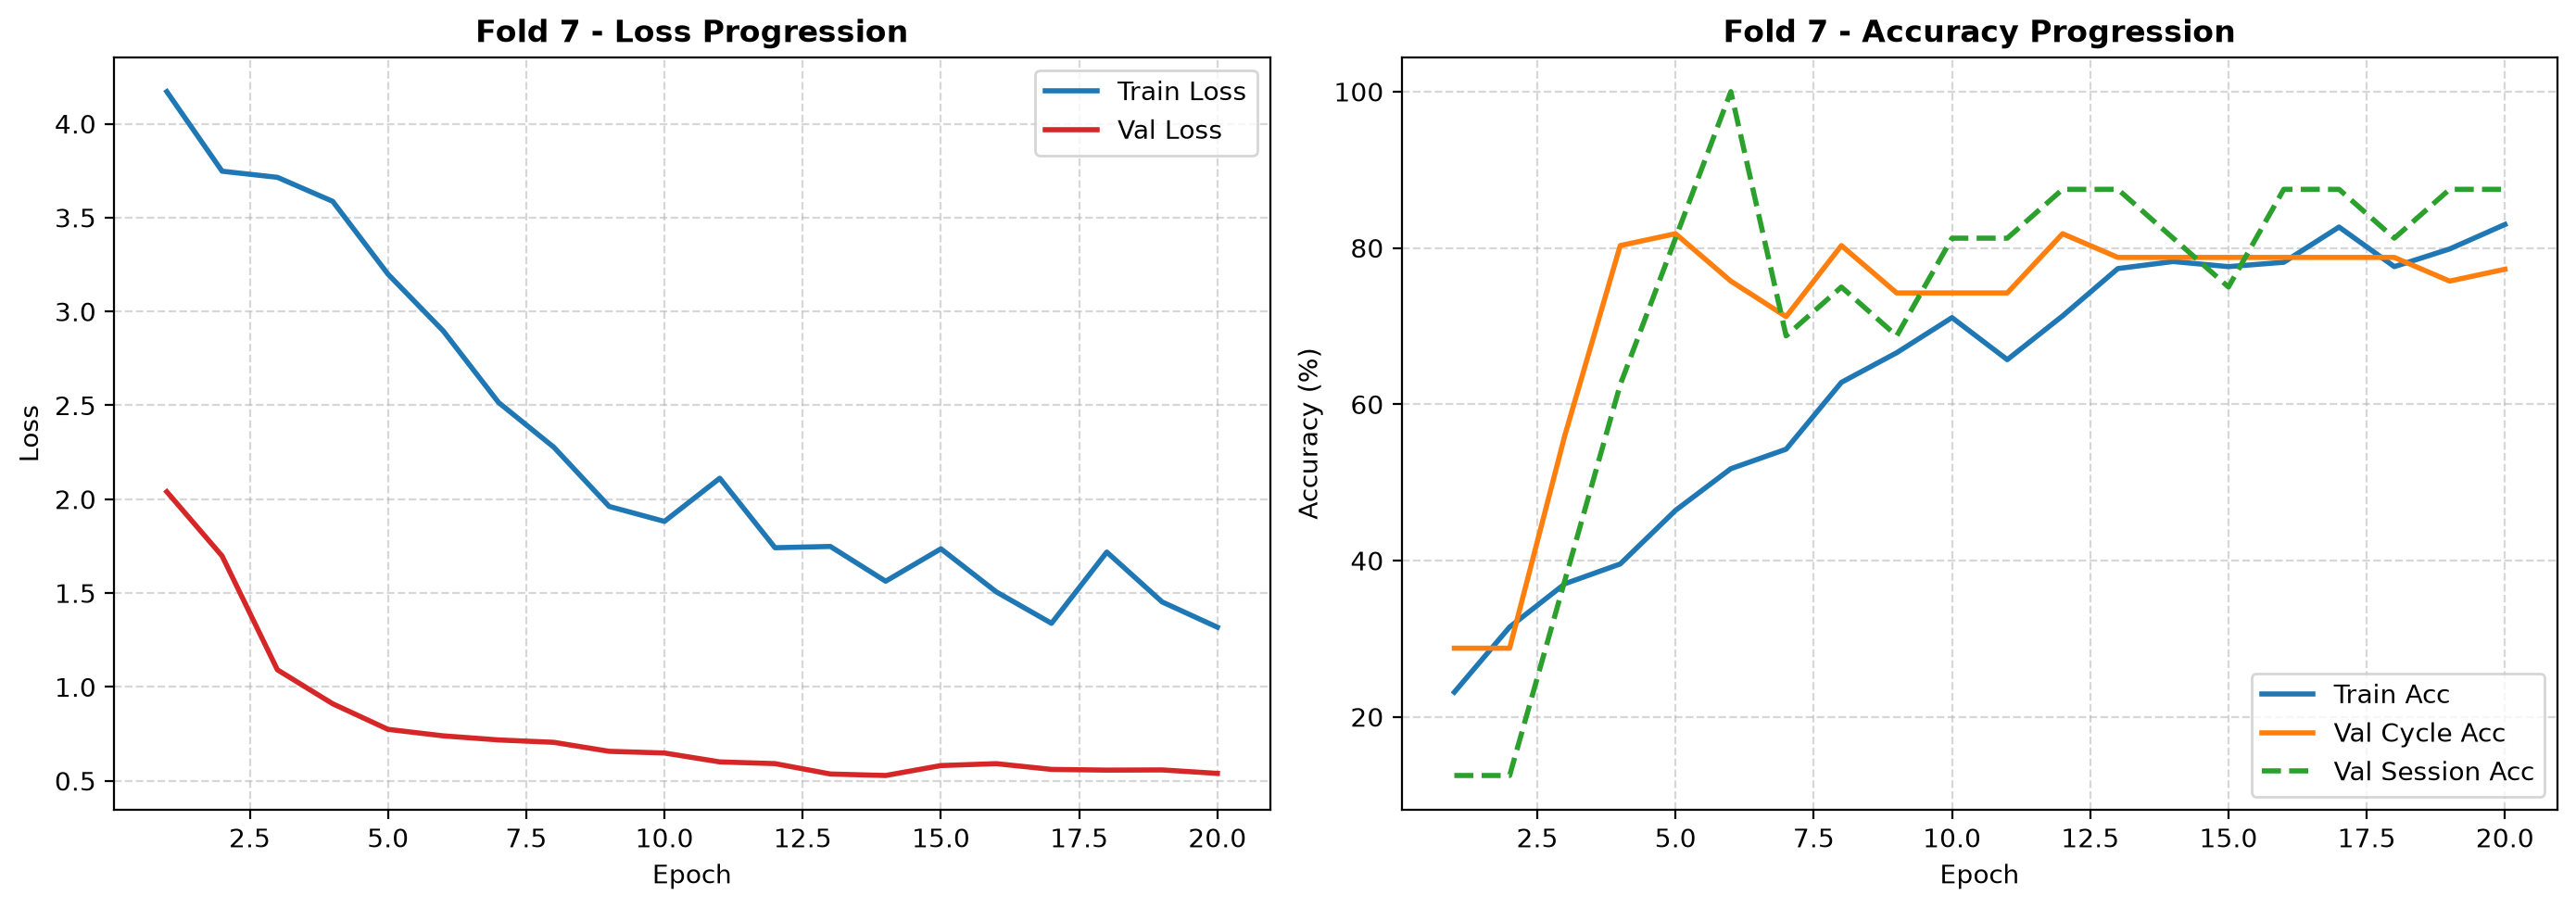 Fold 7 - Loss Progression
Train Loss
Val Loss
4.0
3.5
3.0
2.5
2.0
1.5
1.0
0.5
Loss
2.5 5.0 7.5 10.0 12.5 15.0 17.5 20.0
Epoch
Fold 7 - Accuracy Progression
100
80
60
40
20
Accuracy (%)
Train Acc
Val Cycle Acc
Val Session Acc
2.5 5.0 7.5 10.0 12.5 15.0 17.5 20.0
Epoch